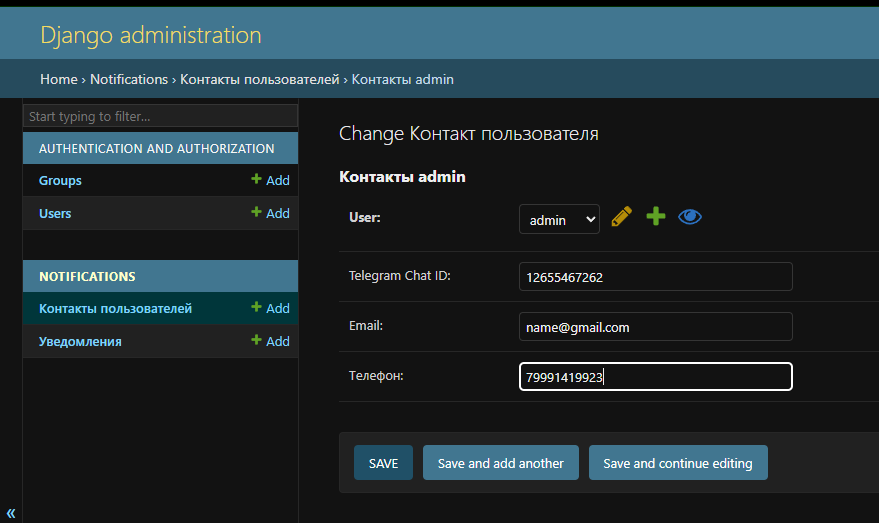 Django administration
Home › Notifications › Контакты пользователей › Контакты admin
Start typing to filter...
AUTHENTICATION AND AUTHORIZATION
Groups + Add
Users + Add
NOTIFICATIONS
Контакты пользователей + Add
Уведомления + Add
«
Change Контакт пользователя
Контакты admin
User: admin
Telegram Chat ID: 12655467262
Email: name@gmail.com
Телефон: 79991419923
SAVE Save and add another Save and continue editing